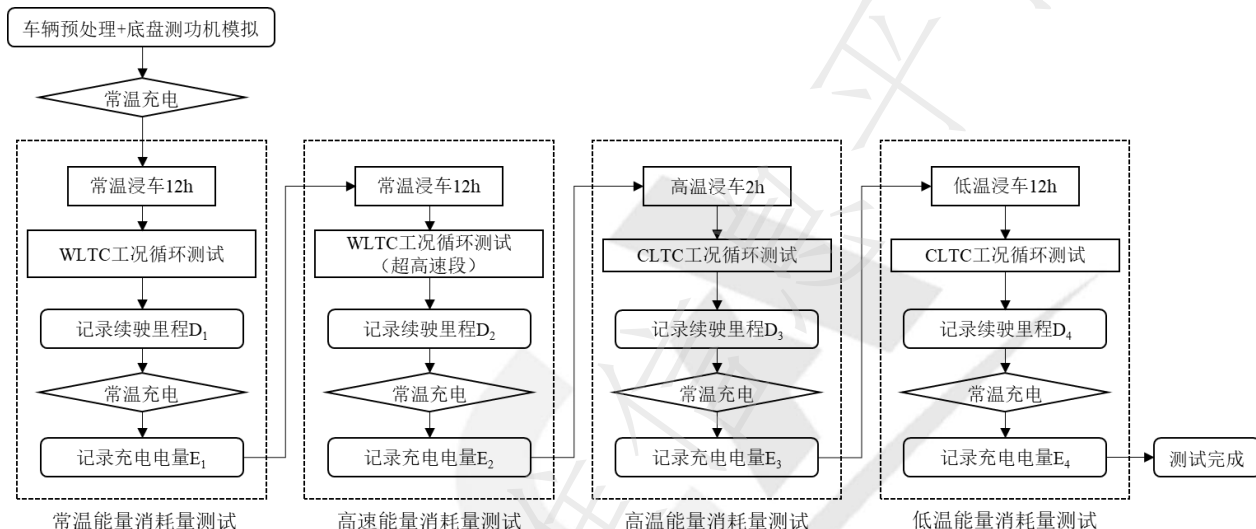 车辆预处理+底盘测功机模拟
常温充电
常温浸车12h
WLTC工况循环测试
记录续驶里程D₁
常温充电
记录充电电量E₁
常温能量消耗量测试
常温浸车12h
WLTC工况循环测试
（超高速段）
记录续驶里程D₂
常温充电
记录充电电量E₂
高速能量消耗量测试
高温浸车2h
CLTC工况循环测试
记录续驶里程D₃
常温充电
记录充电电量E₃
高温能量消耗量测试
低温浸车12h
CLTC工况循环测试
记录续驶里程D₄
常温充电
记录充电电量E₄
低温能量消耗量测试
测试完成